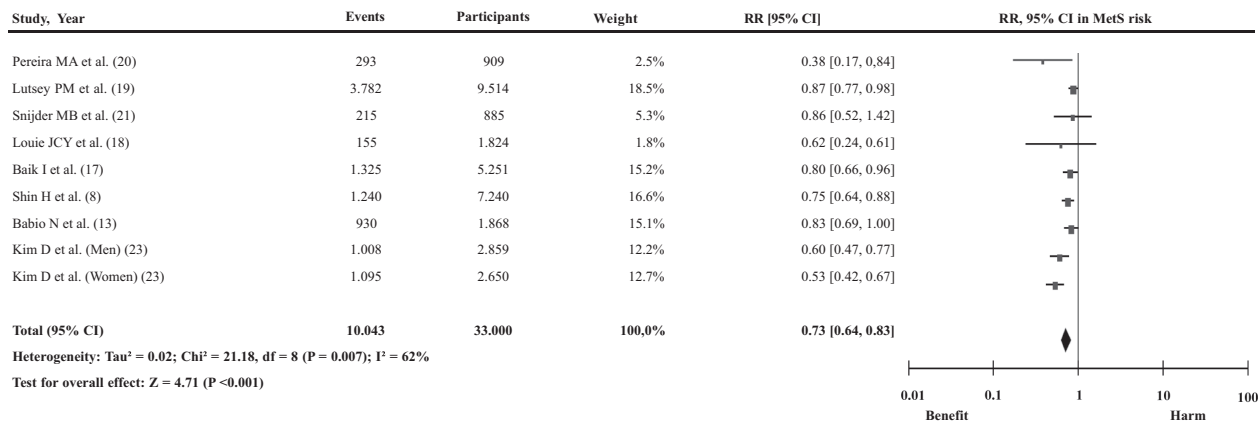 Study, Year Events Participants Weight RR [95% CI] RR, 95% CI in MetS risk
Pereira MA et al. (20) 293 909 2.5% 0.38 [0.17, 0,84]
Lutsey PM et al. (19) 3.782 9.514 18.5% 0.87 [0.77, 0.98]
Snijder MB et al. (21) 215 885 5.3% 0.86 [0.52, 1.42]
Louie JCY et al. (18) 155 1.824 1.8% 0.62 [0.24, 0.61]
Baik I et al. (17) 1.325 5.251 15.2% 0.80 [0.66, 0.96]
Shin H et al. (8) 1.240 7.240 16.6% 0.75 [0.64, 0.88]
Babio N et al. (13) 930 1.868 15.1% 0.83 [0.69, 1.00]
Kim D et al. (Men) (23) 1.008 2.859 12.2% 0.60 [0.47, 0.77]
Kim D et al. (Women) (23) 1.095 2.650 12.7% 0.53 [0.42, 0.67]
Total (95% CI) 10.043 33.000 100,0% 0.73 [0.64, 0.83]
Heterogeneity: Tau² = 0.02; Chi² = 21.18, df = 8 (P = 0.007); I² = 62%
Test for overall effect: Z = 4.71 (P <0.001)
0.01 0.1 1 10 100
Benefit Harm